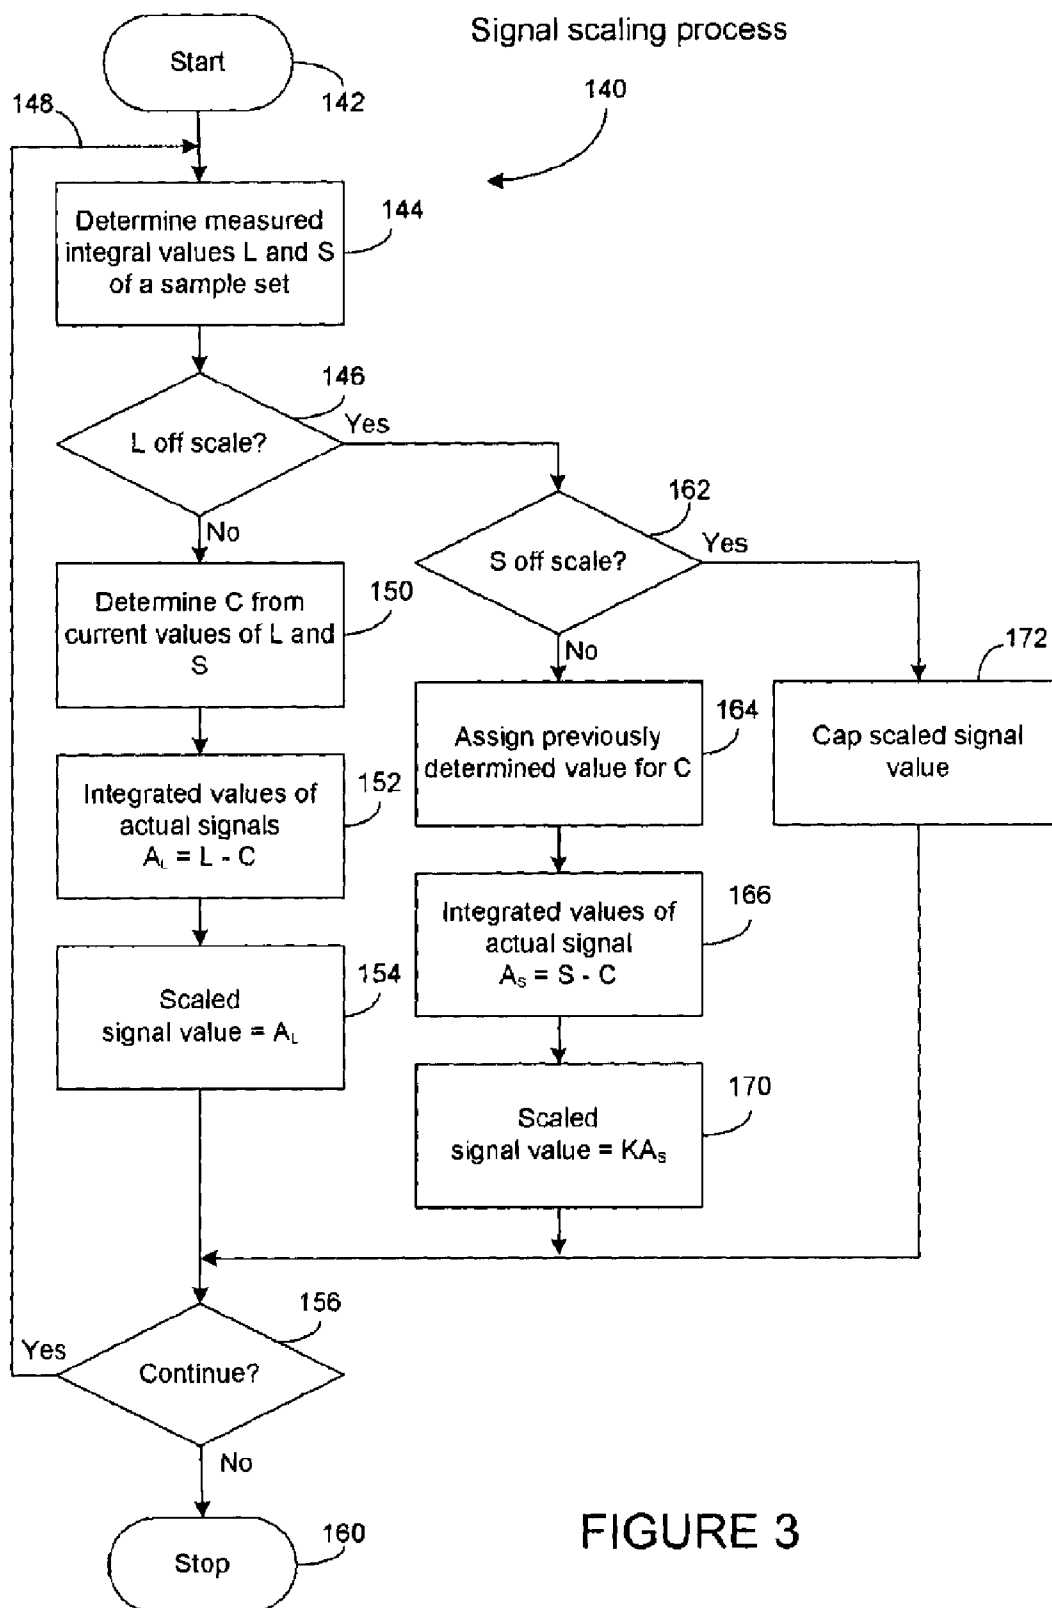 Signal scaling process
Start
142
148
140
Determine measured
integral values L and S
of a sample set
144
146
L off scale?
Yes
No
162
S off scale?
Yes
No
Determine C from
current values of L and
S
150
172
Assign previously
determined value for C
164
Cap scaled signal
value
Integrated values of
actual signals
A_L = L - C
152
Integrated values of
actual signal
A_S = S - C
166
Scaled
signal value = A_L
154
Scaled
signal value = KA_S
170
156
Yes
Continue?
No
Stop
160
FIGURE 3